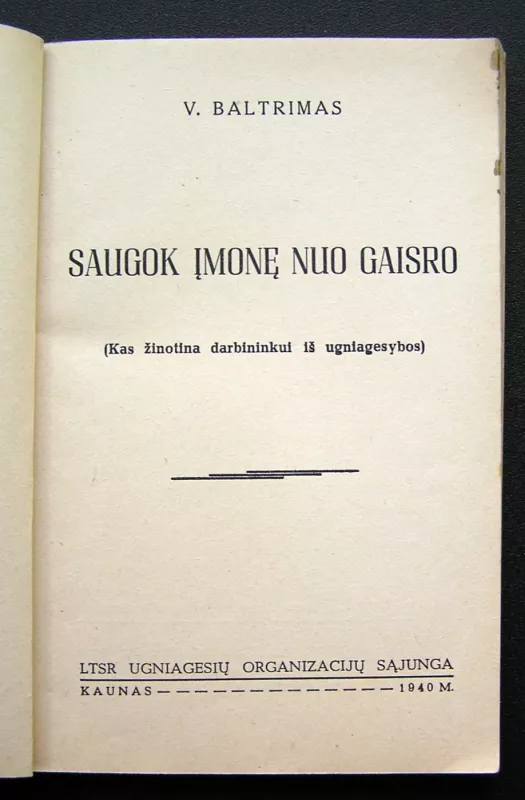 V. BALTRIMAS
SAUGOK ĮMONĘ NUO GAISRO
(Kas žinotina darbininkui iš ugniagesybos)
LTSR UGNIAGESIŲ ORGANIZACIJŲ SĄJUNGA
KAUNAS — — — — — — — — — — — — — 1940 M.